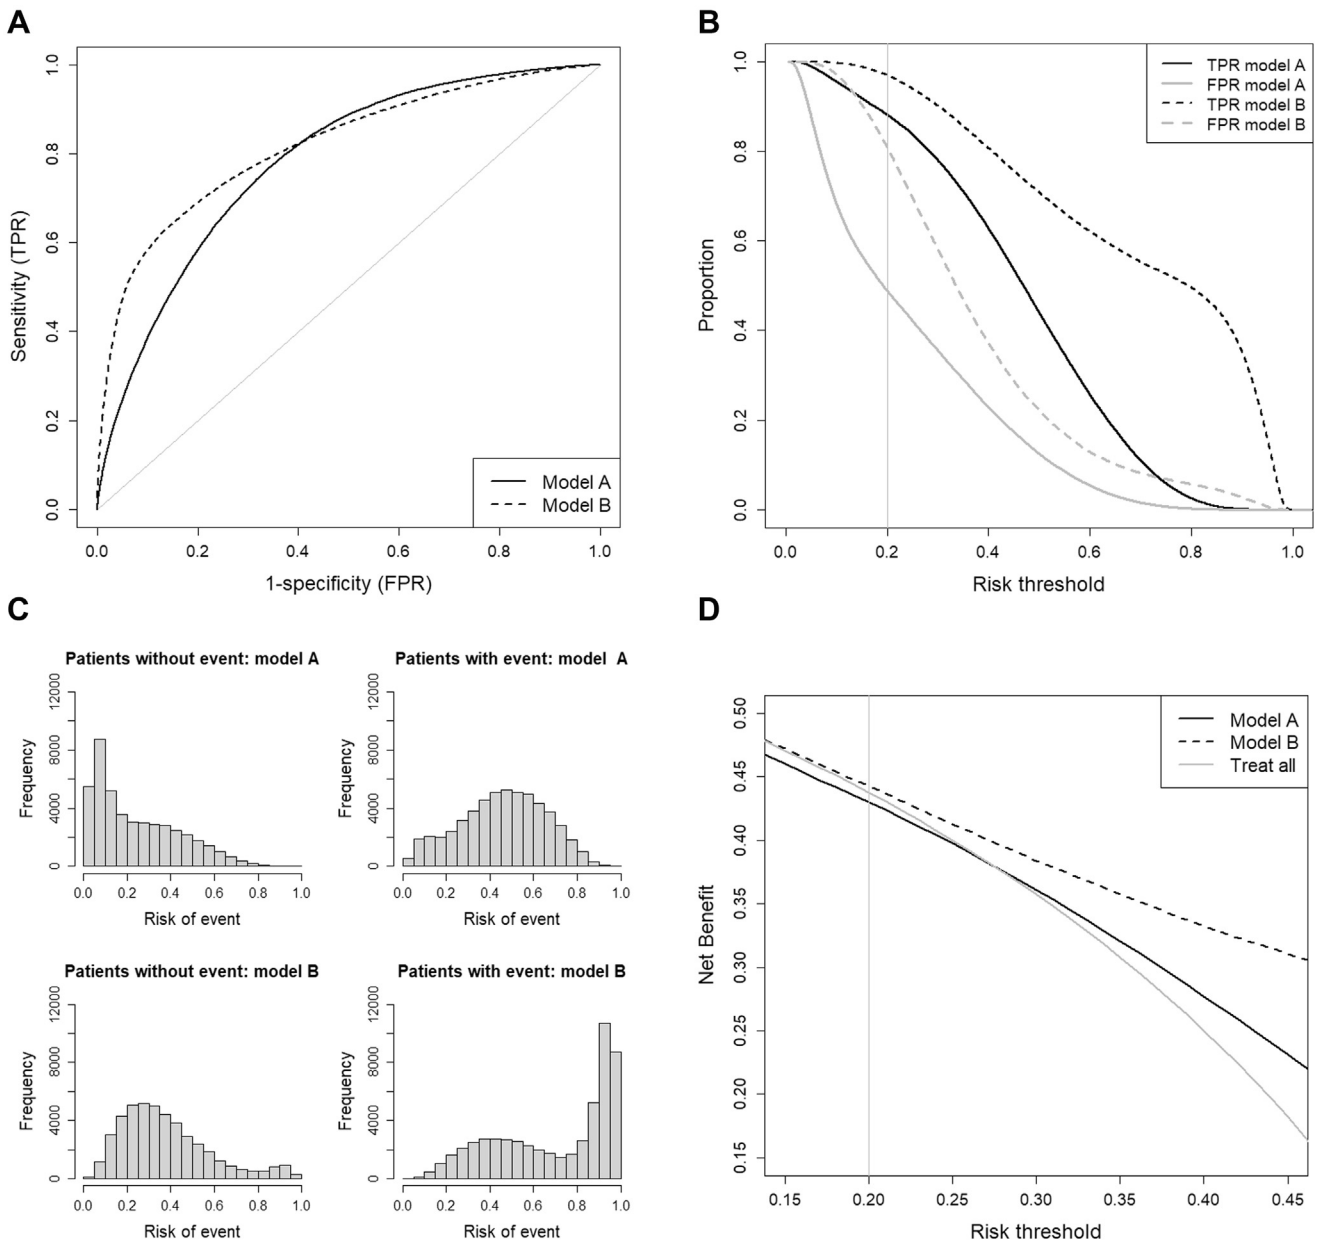 A
1.0
0.8
0.6
0.4
0.2
0.0
Sensitivity (TPR)
0.0 0.2 0.4 0.6 0.8 1.0
1-specificity (FPR)
Model A
Model B
B
1.0
0.8
0.6
0.4
0.2
0.0
Proportion
0.0 0.2 0.4 0.6 0.8 1.0
Risk threshold
TPR model A
FPR model A
TPR model B
FPR model B
C
Patients without event: model A
12000
8000
4000
0
Frequency
0.0 0.2 0.4 0.6 0.8 1.0
Risk of event
Patients with event: model A
12000
8000
4000
0
Frequency
0.0 0.2 0.4 0.6 0.8 1.0
Risk of event
Patients without event: model B
12000
8000
4000
0
Frequency
0.0 0.2 0.4 0.6 0.8 1.0
Risk of event
Patients with event: model B
12000
8000
4000
0
Frequency
0.0 0.2 0.4 0.6 0.8 1.0
Risk of event
D
0.50
0.45
0.40
0.35
0.30
0.25
0.20
0.15
Net Benefit
0.15 0.20 0.25 0.30 0.35 0.40 0.45
Risk threshold
Model A
Model B
Treat all